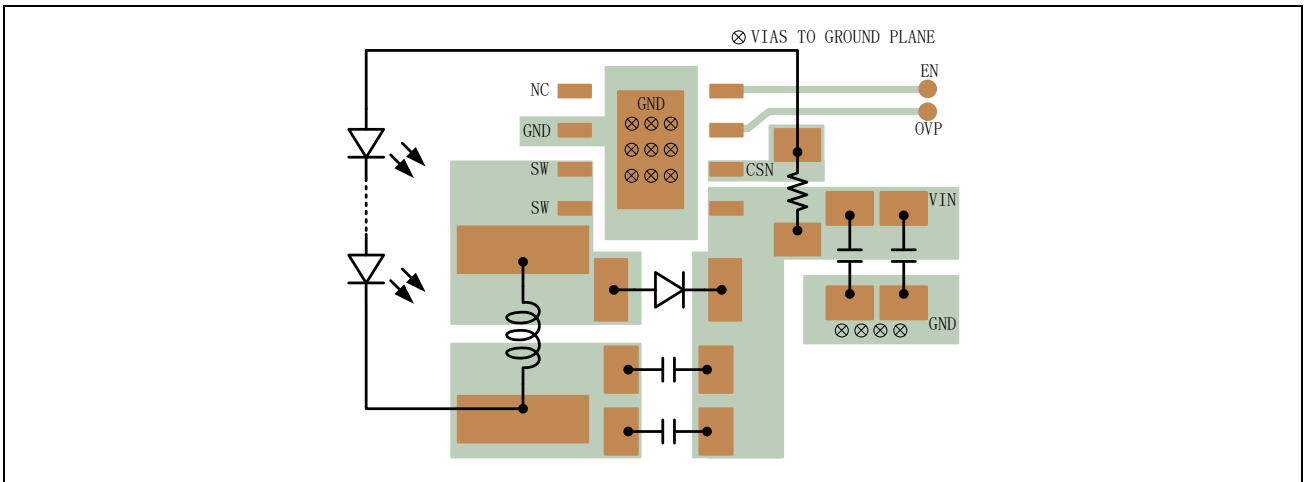 VIAS TO GROUND PLANE
EN
NC
GND
OVP
GND
SW
CSN
SW
VIN
GND